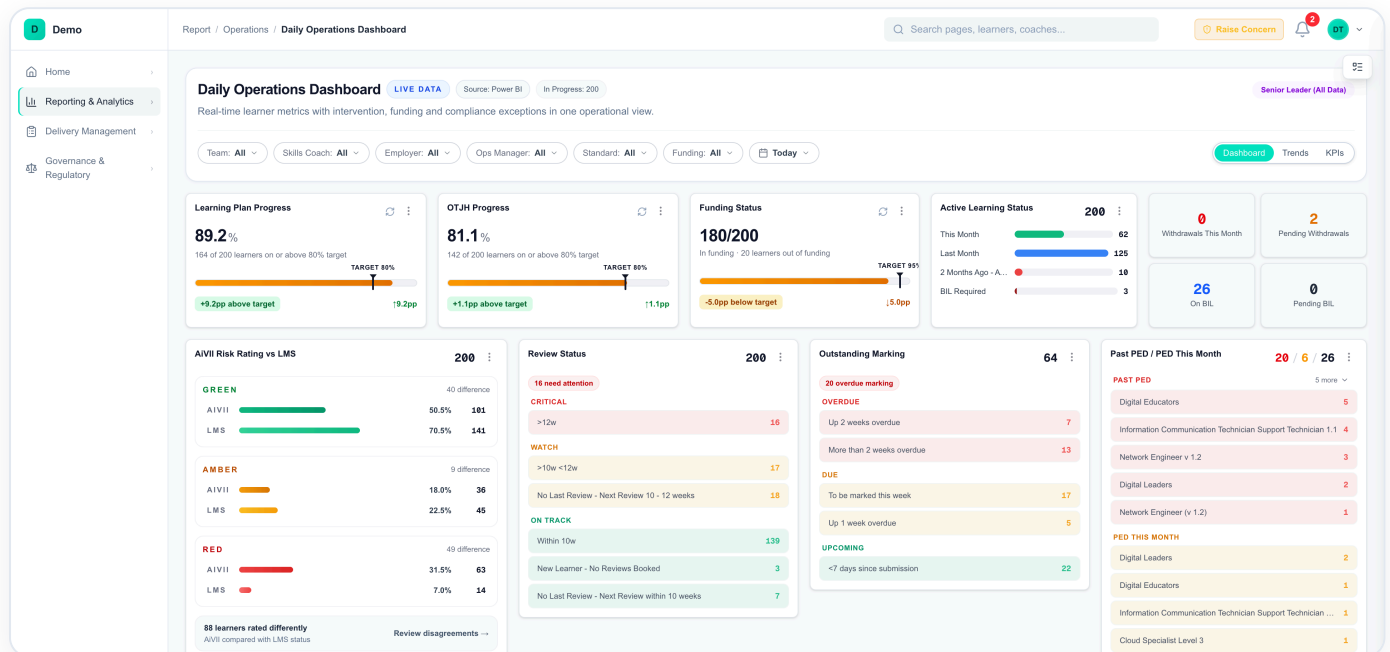 D Demo
Report / Operations / Daily Operations Dashboard
Search pages, learners, coaches...
Raise Concern
2
DT
Home
Reporting & Analytics
Delivery Management
Governance &
Regulatory
Daily Operations Dashboard LIVE DATA Source: Power BI In Progress: 200
Senior Leader (All Data)
Real-time learner metrics with intervention, funding and compliance exceptions in one operational view.
Team: All Skills Coach: All Employer: All Ops Manager: All Standard: All Funding: All Today
Dashboard Trends KPIs
Learning Plan Progress
89.2%
164 of 200 learners on or above 80% target
TARGET 80%
+9.2pp above target ↑9.2pp
OTJH Progress
81.1%
142 of 200 learners on or above 80% target
TARGET 80%
+1.1pp above target ↑1.1pp
Funding Status
180/200
In funding · 20 learners out of funding
TARGET 95%
-5.0pp below target ↓5.0pp
Active Learning Status 200
This Month 62
Last Month 125
2 Months Ago - A... 10
BIL Required 3
0
Withdrawals This Month
2
Pending Withdrawals
26
On BIL
0
Pending BIL
AiVII Risk Rating vs LMS 200
GREEN 40 difference
AIVII 50.5% 101
LMS 70.5% 141
AMBER 9 difference
AIVII 18.0% 36
LMS 22.5% 45
RED 49 difference
AIVII 31.5% 63
LMS 7.0% 14
88 learners rated differently
AiVII compared with LMS status
Review disagreements →
Review Status 200
16 need attention
CRITICAL
>12w 16
WATCH
>10w <12w 17
No Last Review - Next Review 10 - 12 weeks 18
ON TRACK
Within 10w 139
New Learner - No Reviews Booked 3
No Last Review - Next Review within 10 weeks 7
Outstanding Marking 64
20 overdue marking
OVERDUE
Up 2 weeks overdue 7
More than 2 weeks overdue 13
DUE
To be marked this week 17
Up 1 week overdue 5
UPCOMING
<7 days since submission 22
Past PED / PED This Month 20 / 6 / 26
PAST PED 5 more
Digital Educators 5
Information Communication Technician Support Technician 1.1 4
Network Engineer v 1.2 3
Digital Leaders 2
Network Engineer (v 1.2) 1
PED THIS MONTH
Digital Leaders 2
Digital Educators 1
Information Communication Technician Support Technician ... 1
Cloud Specialist Level 3 1